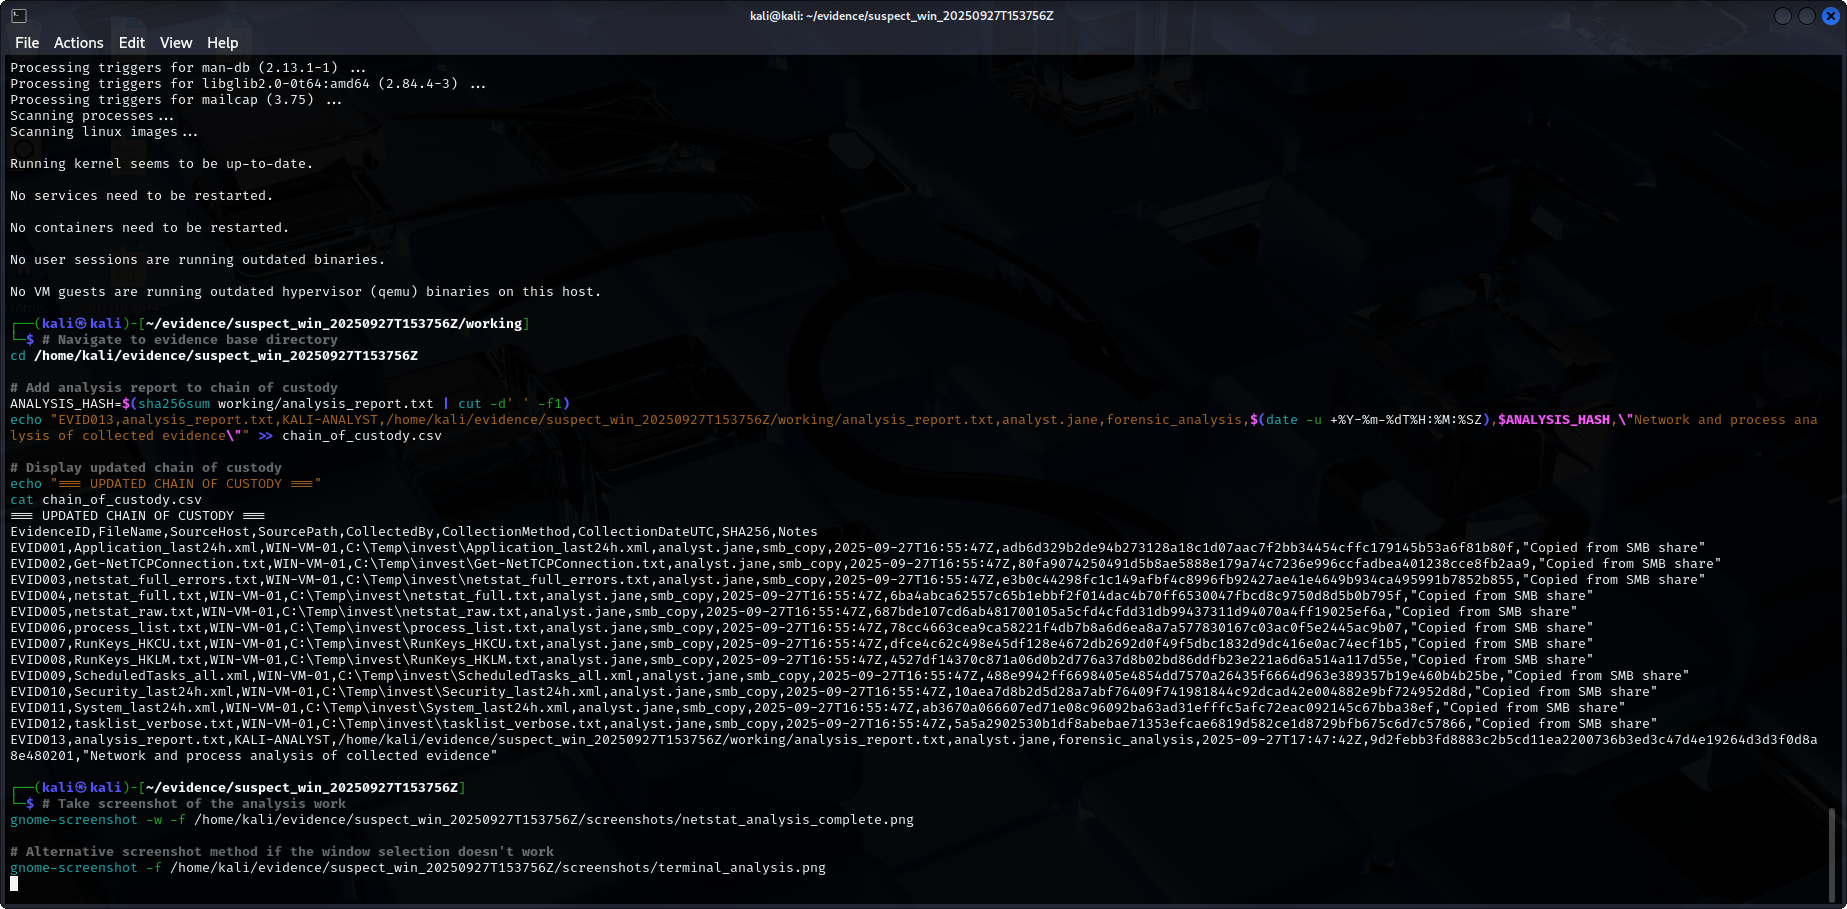 kali@kali: ~/evidence/suspect_win_20250927T153756Z
File Actions Edit View Help
Processing triggers for man-db (2.13.1-1) ...
Processing triggers for libglib2.0-0t64:amd64 (2.84.4-3) ...
Processing triggers for mailcap (3.75) ...
Scanning processes...
Scanning linux images...
Running kernel seems to be up-to-date.
No services need to be restarted.
No containers need to be restarted.
No user sessions are running outdated binaries.
No VM guests are running outdated hypervisor (qemu) binaries on this host.
┌──(kali㉿kali)-[~/evidence/suspect_win_20250927T153756Z/working]
└─$ # Navigate to evidence base directory
cd /home/kali/evidence/suspect_win_20250927T153756Z
# Add analysis report to chain of custody
ANALYSIS_HASH=$(sha256sum working/analysis_report.txt | cut -d' ' -f1)
echo "EVID013,analysis_report.txt,KALI-ANALYST,/home/kali/evidence/suspect_win_20250927T153756Z/working/analysis_report.txt,analyst.jane,forensic_analysis,$(date -u +%Y-%m-%dT%H:%M:%SZ),$ANALYSIS_HASH,\"Network and process ana
lysis of collected evidence\"" >> chain_of_custody.csv
# Display updated chain of custody
echo "=== UPDATED CHAIN OF CUSTODY ==="
cat chain_of_custody.csv
=== UPDATED CHAIN OF CUSTODY ===
EvidenceID,FileName,SourceHost,SourcePath,CollectedBy,CollectionMethod,CollectionDateUTC,SHA256,Notes
EVID001,Application_last24h.xml,WIN-VM-01,C:\Temp\invest\Application_last24h.xml,analyst.jane,smb_copy,2025-09-27T16:55:47Z,adb6d329b2de94b273128a18c1d07aac7f2bb34454cffc179145b53a6f81b80f,"Copied from SMB share"
EVID002,Get-NetTCPConnection.txt,WIN-VM-01,C:\Temp\invest\Get-NetTCPConnection.txt,analyst.jane,smb_copy,2025-09-27T16:55:47Z,80fa9074250491d5b8ae5888e179a74c7236e996ccfadbea401238cce8fb2aa9,"Copied from SMB share"
EVID003,netstat_full_errors.txt,WIN-VM-01,C:\Temp\invest\netstat_full_errors.txt,analyst.jane,smb_copy,2025-09-27T16:55:47Z,e3b0c44298fc1c149afbf4c8996fb92427ae41e4649b934ca495991b7852b855,"Copied from SMB share"
EVID004,netstat_full.txt,WIN-VM-01,C:\Temp\invest\netstat_full.txt,analyst.jane,smb_copy,2025-09-27T16:55:47Z,6ba4abca62557c65b1ebbf2f014dac4b70ff6530047fbcd8c9750d8d5b0b795f,"Copied from SMB share"
EVID005,netstat_raw.txt,WIN-VM-01,C:\Temp\invest\netstat_raw.txt,analyst.jane,smb_copy,2025-09-27T16:55:47Z,687bde107cd6ab481700105a5cfd4cfdd31db99437311d94070a4ff19025ef6a,"Copied from SMB share"
EVID006,process_list.txt,WIN-VM-01,C:\Temp\invest\process_list.txt,analyst.jane,smb_copy,2025-09-27T16:55:47Z,78cc4663cea9ca58221f4db7b8a6d6ea8a7a577830167c03ac0f5e2445ac9b07,"Copied from SMB share"
EVID007,RunKeys_HKCU.txt,WIN-VM-01,C:\Temp\invest\RunKeys_HKCU.txt,analyst.jane,smb_copy,2025-09-27T16:55:47Z,dfce4c62c498e45df128e4672db2692d0f49f5dbc1832d9dc416e0ac74ecf1b5,"Copied from SMB share"
EVID008,RunKeys_HKLM.txt,WIN-VM-01,C:\Temp\invest\RunKeys_HKLM.txt,analyst.jane,smb_copy,2025-09-27T16:55:47Z,4527df14370c871a06d0b2d776a37d8b02bd86ddfb23e221a6d6a514a117d55e,"Copied from SMB share"
EVID009,ScheduledTasks_all.xml,WIN-VM-01,C:\Temp\invest\ScheduledTasks_all.xml,analyst.jane,smb_copy,2025-09-27T16:55:47Z,488e9942ff6698405e4854dd7570a26435f6664d963e389357b19e460b4b25be,"Copied from SMB share"
EVID010,Security_last24h.xml,WIN-VM-01,C:\Temp\invest\Security_last24h.xml,analyst.jane,smb_copy,2025-09-27T16:55:47Z,10aea7d8b2d5d28a7abf76409f741981844c92dcad42e004882e9bf724952d8d,"Copied from SMB share"
EVID011,System_last24h.xml,WIN-VM-01,C:\Temp\invest\System_last24h.xml,analyst.jane,smb_copy,2025-09-27T16:55:47Z,ab3670a066607ed71e08c96092ba63ad31efffc5afc72eac092145c67bba38ef,"Copied from SMB share"
EVID012,tasklist_verbose.txt,WIN-VM-01,C:\Temp\invest\tasklist_verbose.txt,analyst.jane,smb_copy,2025-09-27T16:55:47Z,5a5a2902530b1df8abebae71353efcae6819d582ce1d8729bfb675c6d7c57866,"Copied from SMB share"
EVID013,analysis_report.txt,KALI-ANALYST,/home/kali/evidence/suspect_win_20250927T153756Z/working/analysis_report.txt,analyst.jane,forensic_analysis,2025-09-27T17:47:42Z,9d2febb3fd8883c2b5cd11ea2200736b3ed3c47d4e19264d3d3f0d8a
8e480201,"Network and process analysis of collected evidence"
┌──(kali㉿kali)-[~/evidence/suspect_win_20250927T153756Z]
└─$ # Take screenshot of the analysis work
gnome-screenshot -w -f /home/kali/evidence/suspect_win_20250927T153756Z/screenshots/netstat_analysis_complete.png
# Alternative screenshot method if the window selection doesn't work
gnome-screenshot -f /home/kali/evidence/suspect_win_20250927T153756Z/screenshots/terminal_analysis.png